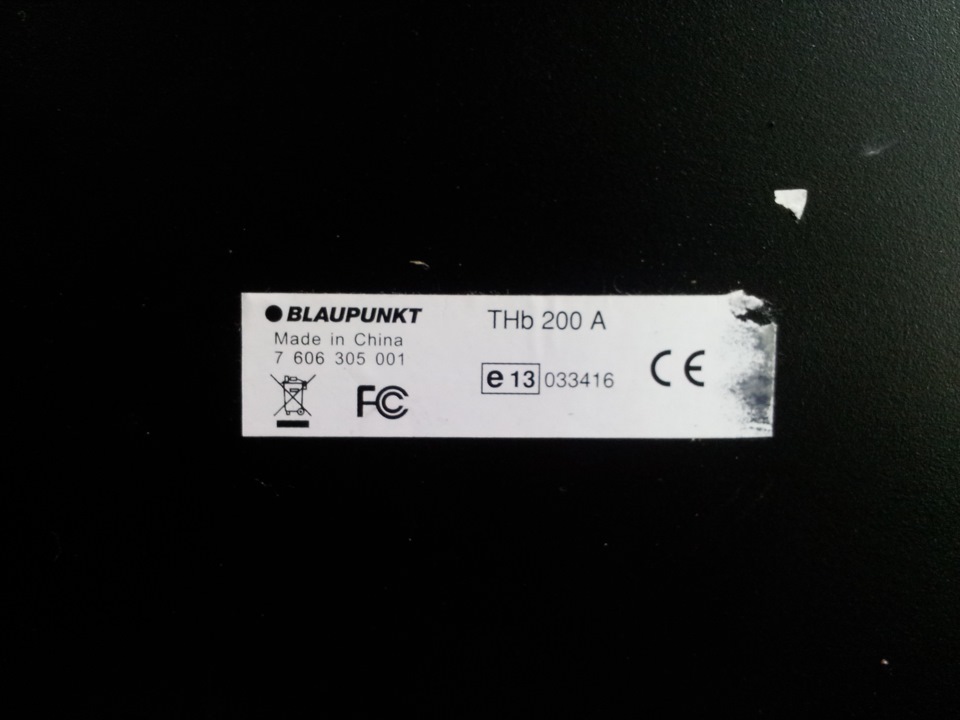 BLAUPUNKT
Made in China
7 606 305 001
FC
THb 200 A
e 13 033416
CE